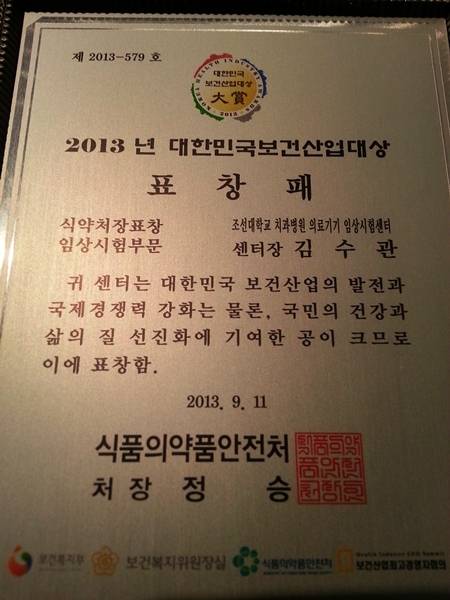 제 2013-579 호
KOREA HEALTH INDUSTRY AWARDS
대한민국
보건산업대상
大賞
2013
2013 년 대한민국보건산업대상
표 창 패
식약처장표창
임상시험부문
조선대학교 치과병원 의료기기 임상시험센터
센터장 김 수 관
귀 센터는 대한민국 보건산업의 발전과
국제경쟁력 강화는 물론, 국민의 건강과
삶의 질 선진화에 기여한 공이 크므로
이에 표창함.
2013. 9. 11
식품의약품안전처
처 장 정 승
보건복지부
보건복지위원장실
식품의약품안전처
보건산업최고경영자회의